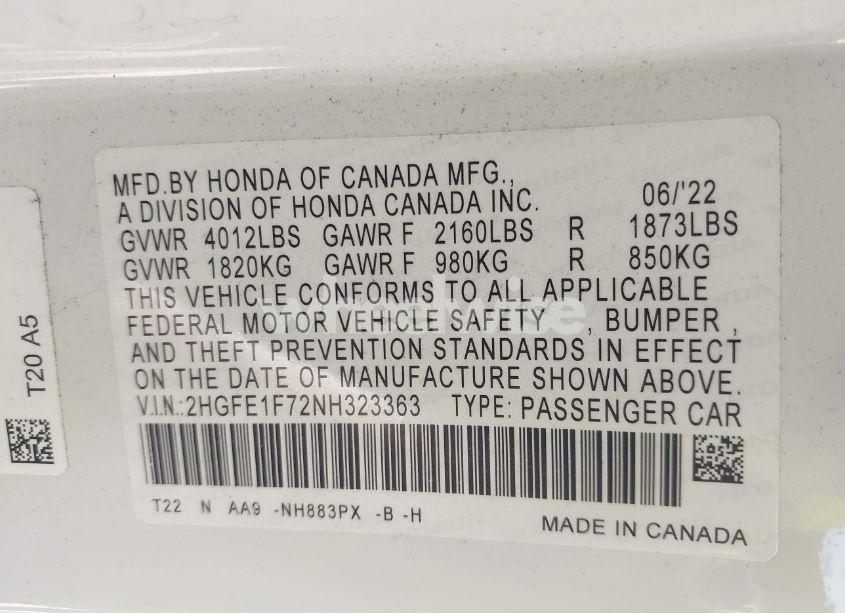 MFD.BY HONDA OF CANADA MFG.,
A DIVISION OF HONDA CANADA INC. 06/'22
GVWR 4012LBS GAWR F 2160LBS R 1873LBS
GVWR 1820KG GAWR F 980KG R 850KG
THIS VEHICLE CONFORMS TO ALL APPLICABLE
FEDERAL MOTOR VEHICLE SAFETY , BUMPER ,
AND THEFT PREVENTION STANDARDS IN EFFECT
ON THE DATE OF MANUFACTURE SHOWN ABOVE.
V.I.N.:2HGFE1F72NH323363 TYPE: PASSENGER CAR
T22 N AA9 -NH883PX -B -H
MADE IN CANADA
T20 A5